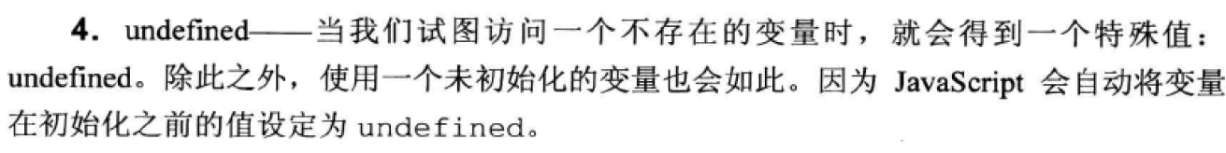 4. undefined——当我们试图访问一个不存在的变量时，就会得到一个特殊值：
undefined。除此之外，使用一个未初始化的变量也会如此。因为 JavaScript 会自动将变量
在初始化之前的值设定为 undefined。